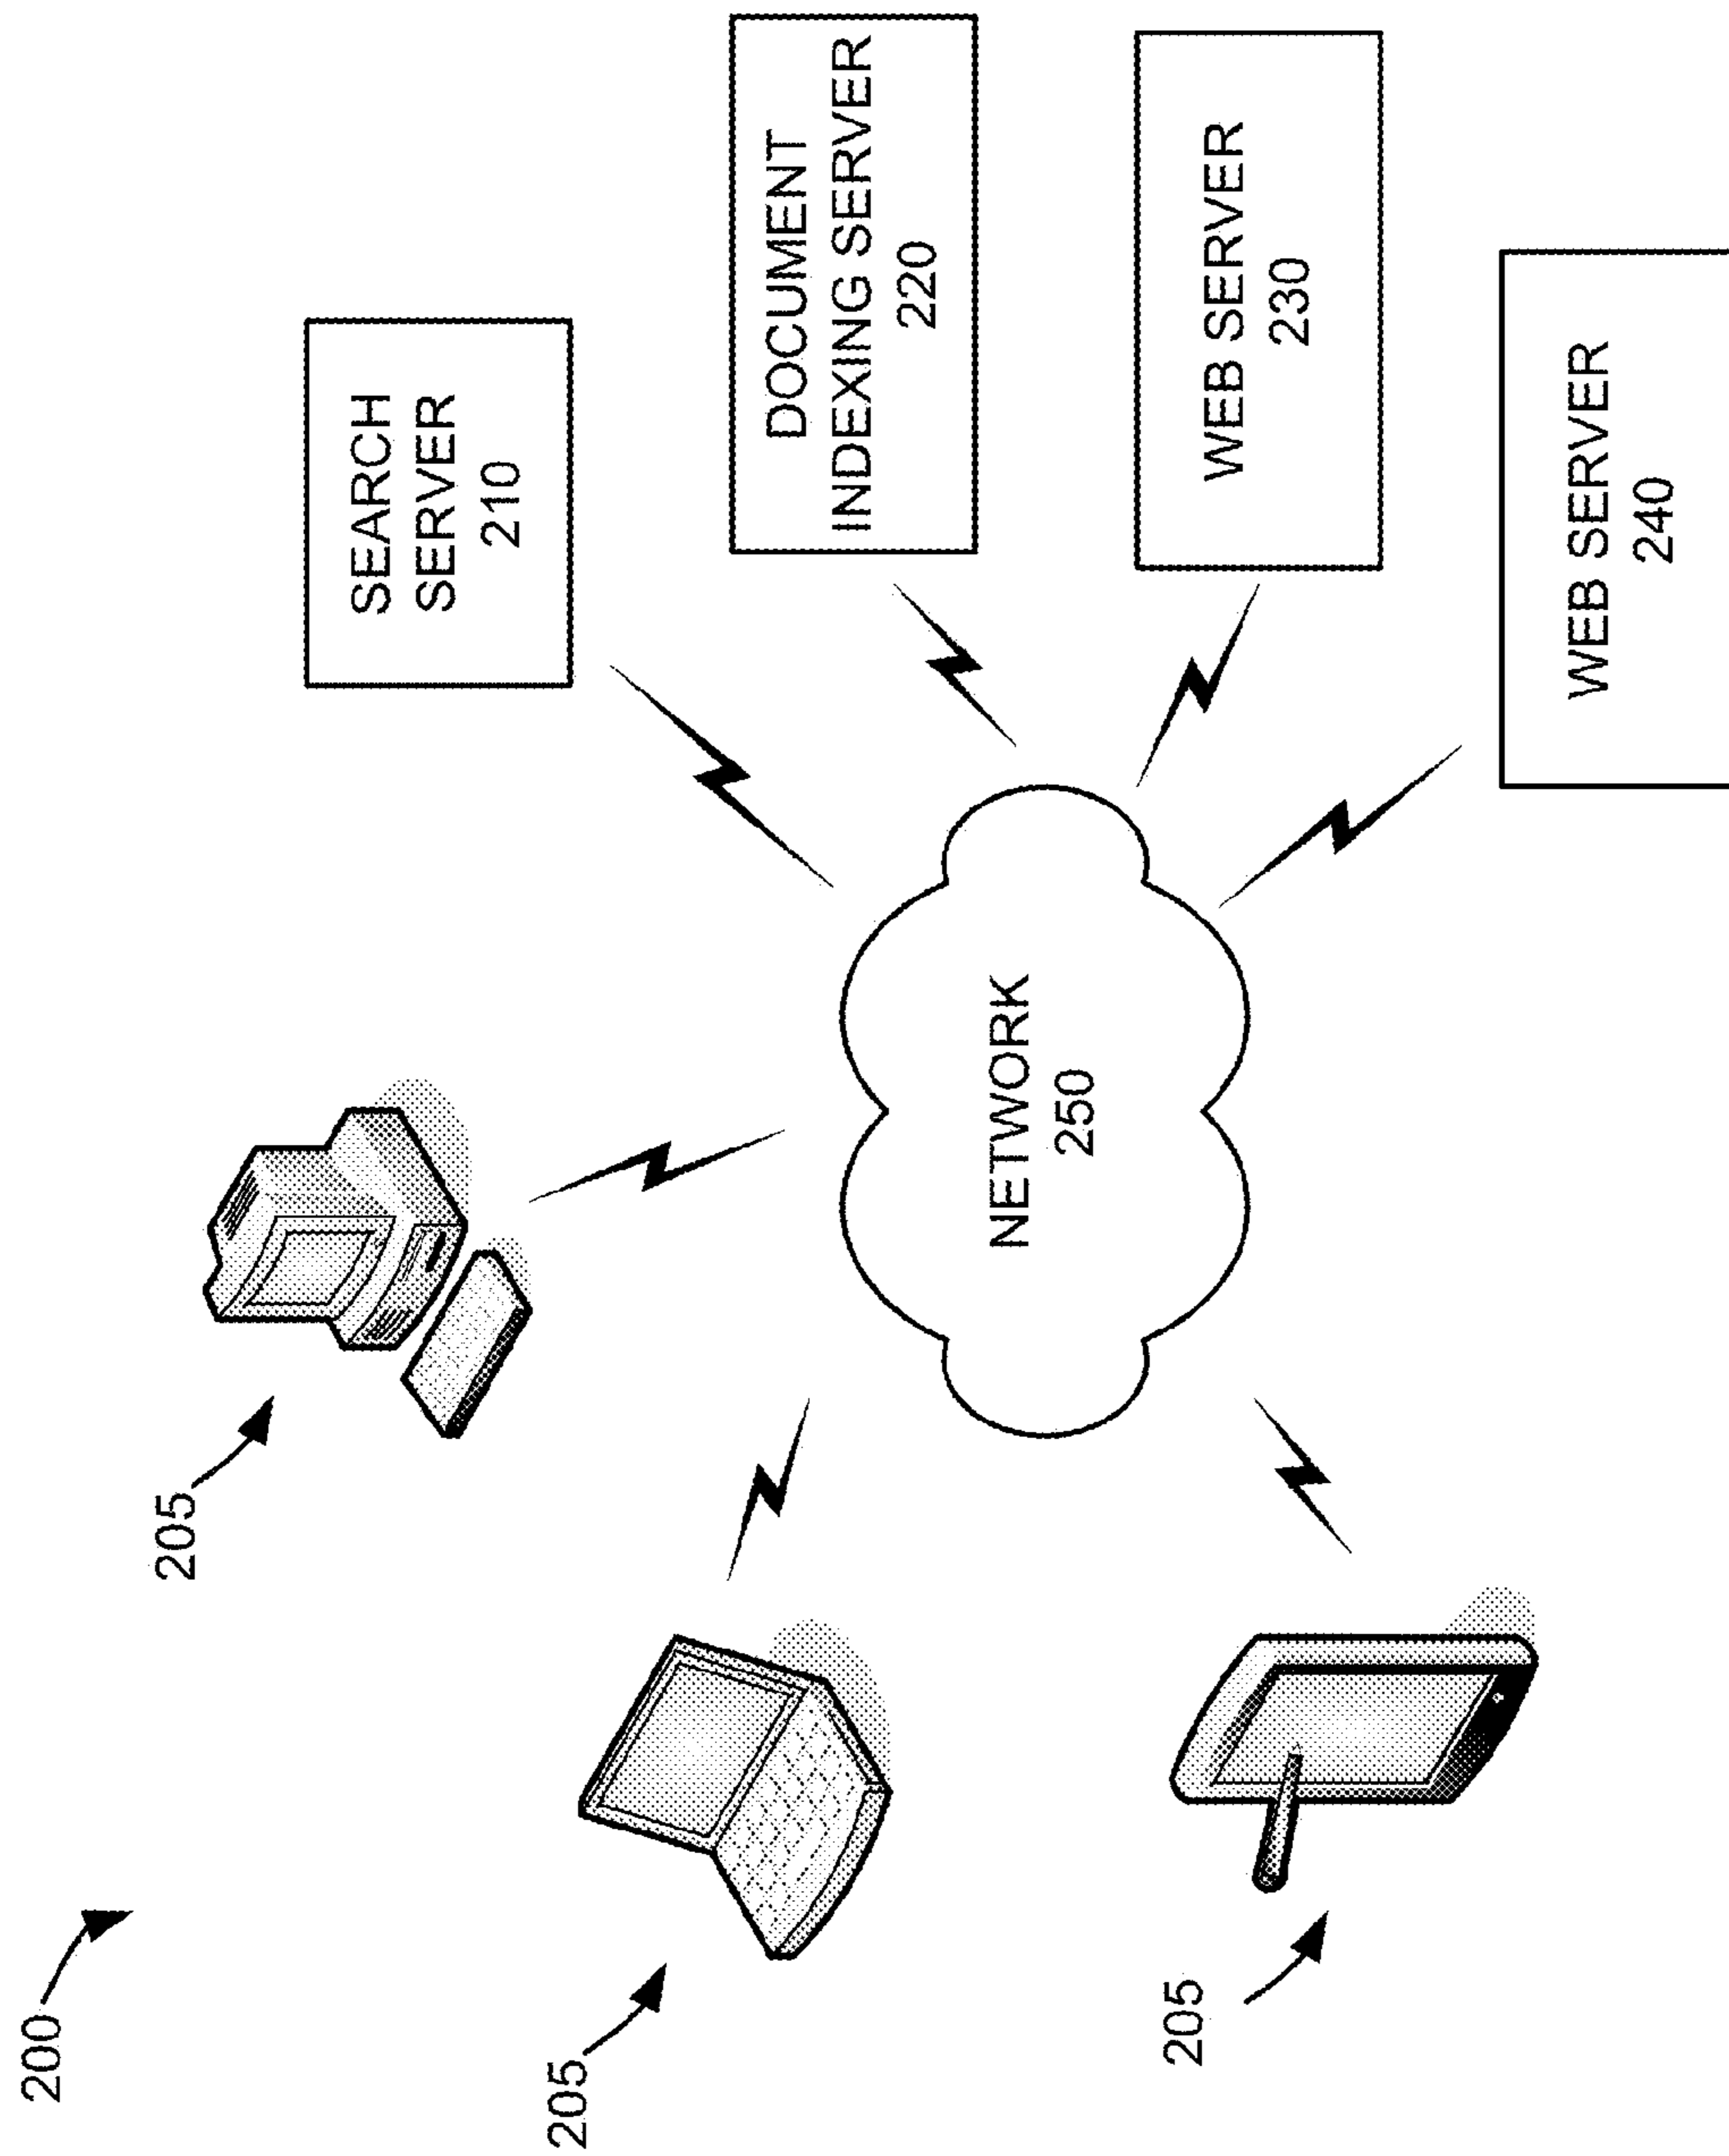 200
205
SEARCH
SERVER
210
205
DOCUMENT
INDEXING SERVER
220
NETWORK
250
WEB SERVER
230
205
WEB SERVER
240